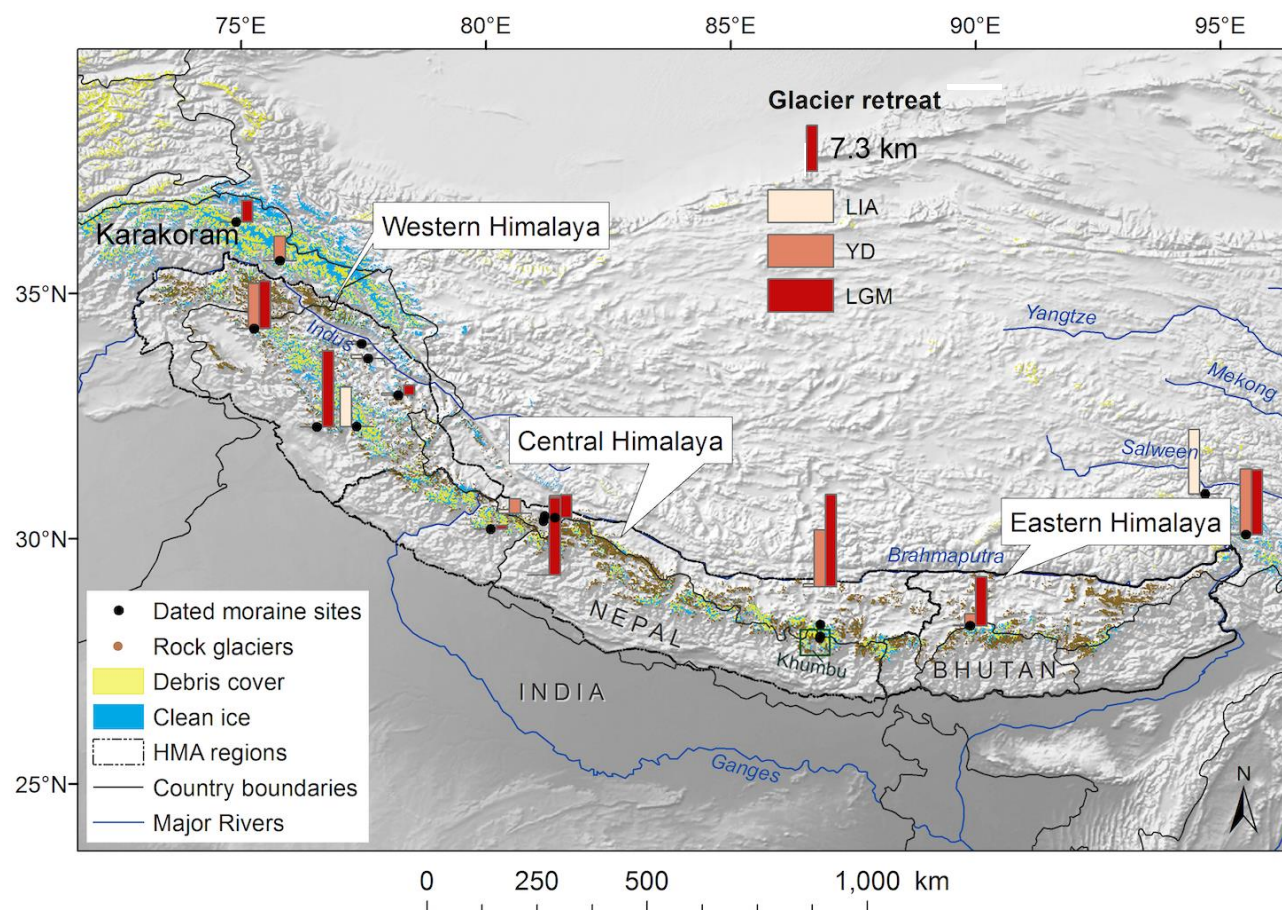 75°E 80°E 85°E 90°E 95°E
Glacier retreat
7.3 km
LIA
YD
LGM
Karakoram
Western Himalaya
35°N
Indus
Yangtze
Mekong
Salween
Central Himalaya
Eastern Himalaya
30°N
Brahmaputra
NEPAL
Khumbu
BHUTAN
INDIA
Ganges
25°N
Dated moraine sites
Rock glaciers
Debris cover
Clean ice
HMA regions
Country boundaries
Major Rivers
N
0 250 500 1,000 km